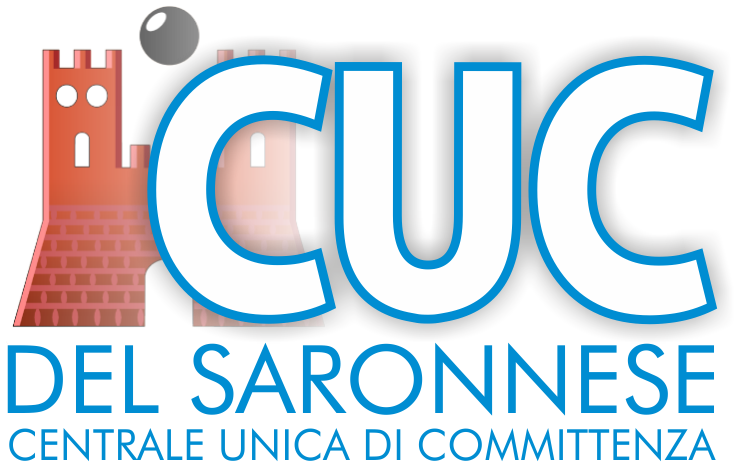 CUC
DEL SARONNESE
CENTRALE UNICA DI COMMITTENZA